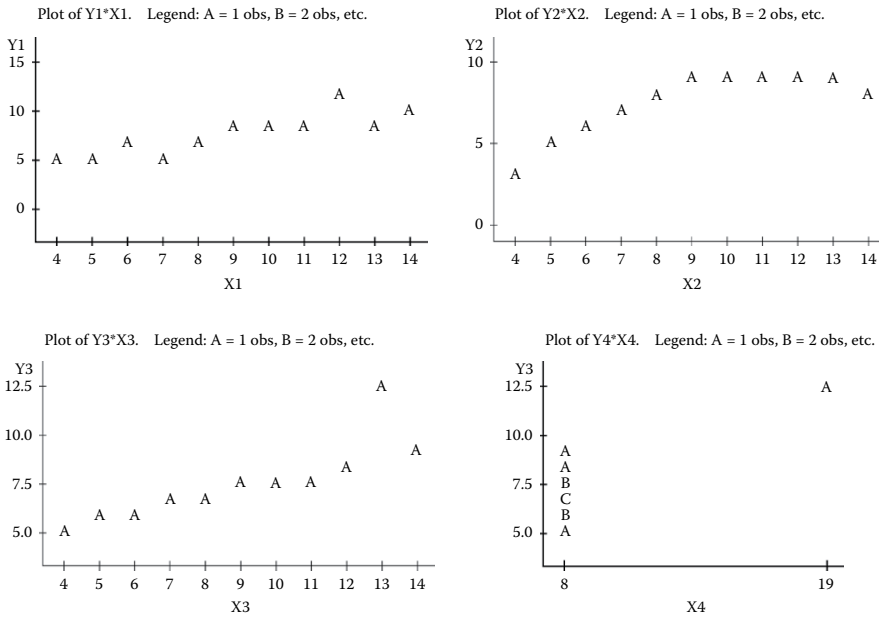 Plot of Y1*X1. Legend: A = 1 obs, B = 2 obs, etc.
Y1
15
10
5
0
A A A A A A A A A A A
4 5 6 7 8 9 10 11 12 13 14
X1
Plot of Y2*X2. Legend: A = 1 obs, B = 2 obs, etc.
Y2
10
5
0
A A A A A A A A A A A
4 5 6 7 8 9 10 11 12 13 14
X2
Plot of Y3*X3. Legend: A = 1 obs, B = 2 obs, etc.
Y3
12.5
10.0
7.5
5.0
A A A A A A A A A A A
4 5 6 7 8 9 10 11 12 13 14
X3
Plot of Y4*X4. Legend: A = 1 obs, B = 2 obs, etc.
Y3
12.5
10.0
7.5
5.0
A
A
A
B
C
B
A
8 19
X4